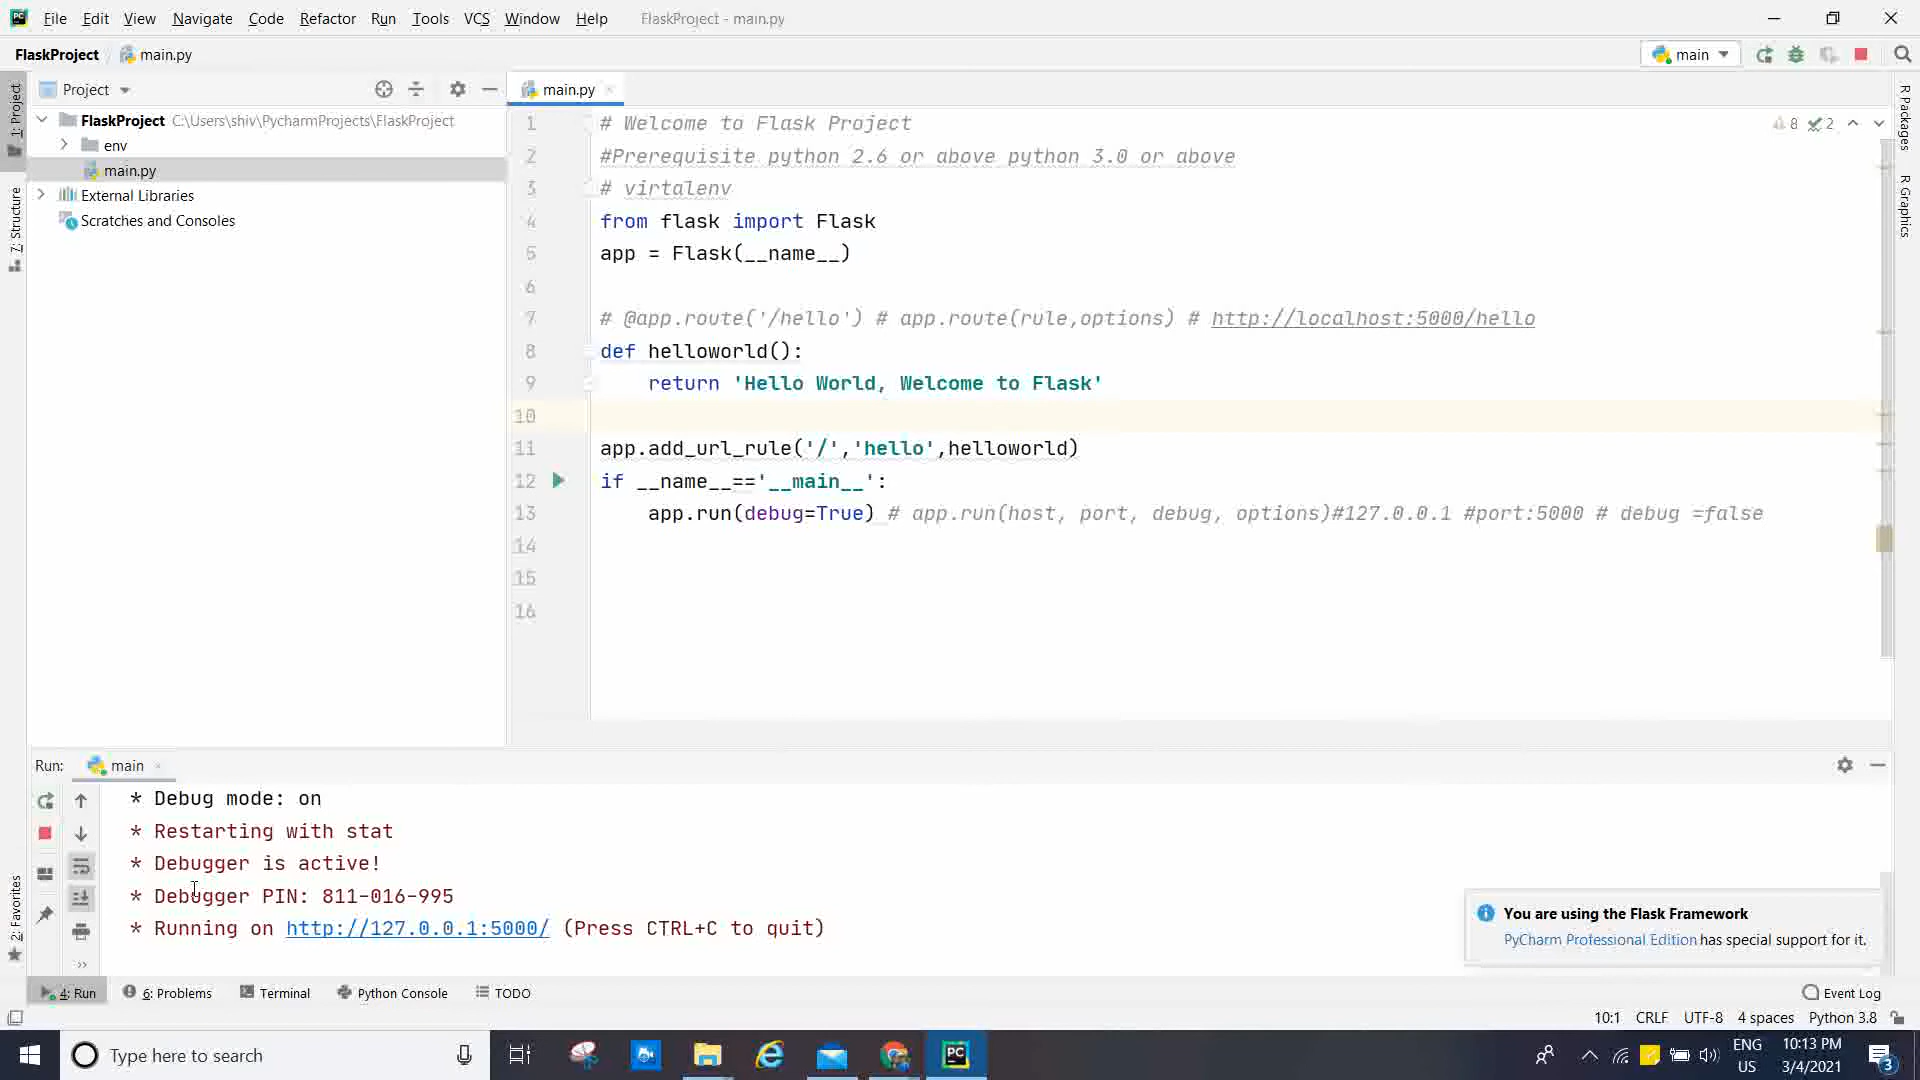 File Edit View Navigate Code Refactor Run Tools VCS Window Help FlaskProject - main.py
FlaskProject main.py main
Project
main.py
FlaskProject C:\Users\shiv\PycharmProjects\FlaskProject
env
main.py
External Libraries
Scratches and Consoles
1: Project
7: Structure
2: Favorites
R Packages
R Graphics
8 2
1 # Welcome to Flask Project
2 #Prerequisite python 2.6 or above python 3.0 or above
3 # virtalenv
4 from flask import Flask
5 app = Flask(__name__)
6
7 # @app.route('/hello') # app.route(rule,options) # http://localhost:5000/hello
8 def helloworld():
9 return 'Hello World, Welcome to Flask'
10
11 app.add_url_rule('/','hello',helloworld)
12 if __name__=='__main__':
13 app.run(debug=True) # app.run(host, port, debug, options)#127.0.0.1 #port:5000 # debug =false
14
15
16
Run: main
* Debug mode: on
* Restarting with stat
* Debugger is active!
* Debugger PIN: 811-016-995
* Running on http://127.0.0.1:5000/ (Press CTRL+C to quit)
You are using the Flask Framework
PyCharm Professional Edition has special support for it.
4: Run 6: Problems Terminal Python Console TODO Event Log
10:1 CRLF UTF-8 4 spaces Python 3.8
Type here to search
PC
ENG
US
10:13 PM
3/4/2021
3